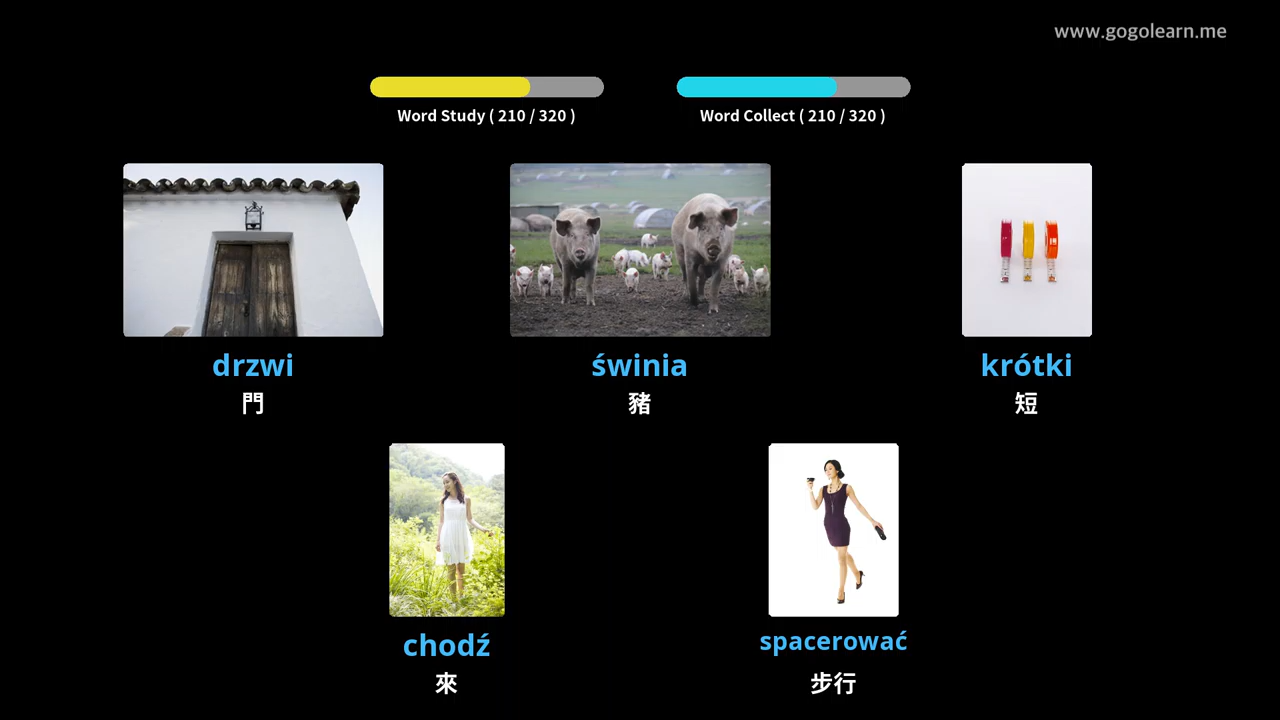 www.gogolearn.me
Word Study ( 210 / 320 )
Word Collect ( 210 / 320 )
drzwi
門
świnia
豬
krótki
短
chodź
來
spacerować
步行